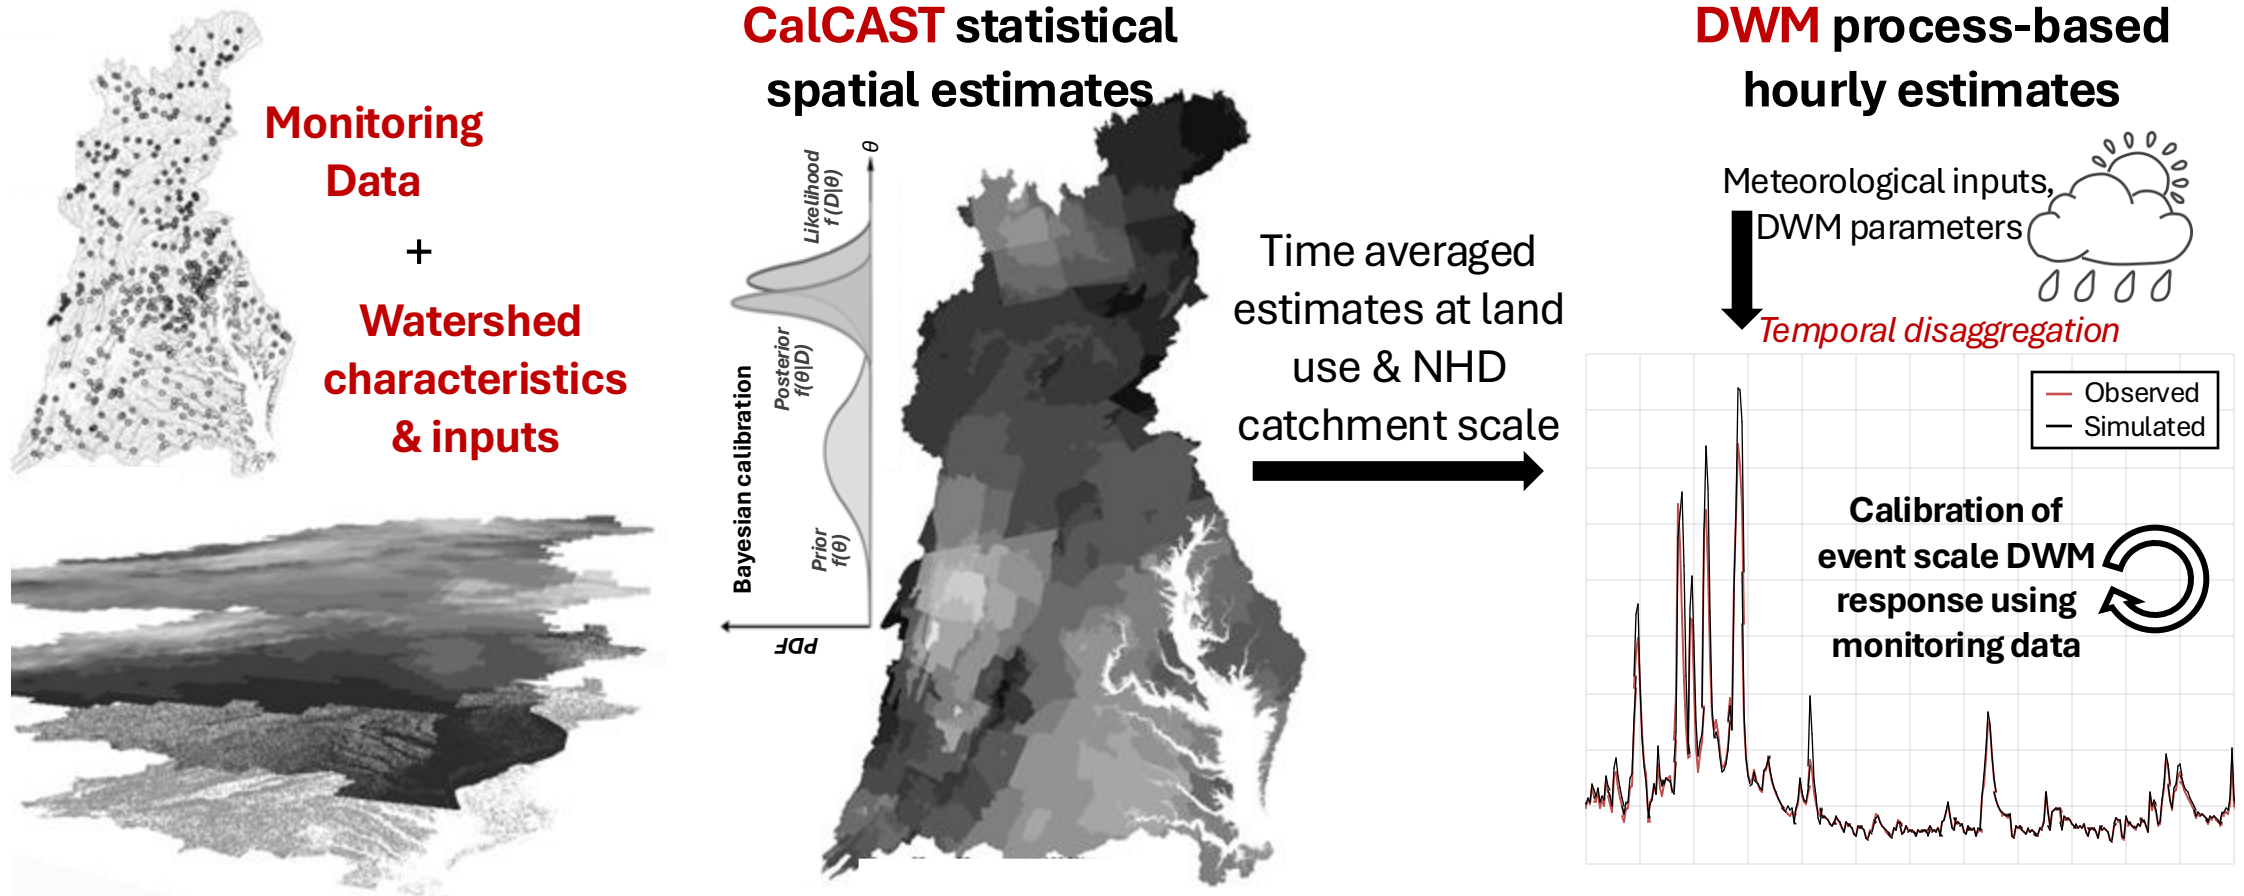 Monitoring
Data
+
Watershed
characteristics
& inputs
CalCAST statistical
spatial estimates
θ
Likelihood
f (D|θ)
Posterior
f(θ|D)
Prior
f(θ)
Bayesian calibration
PDF
Time averaged
estimates at land
use & NHD
catchment scale
DWM process-based
hourly estimates
Meteorological inputs,
DWM parameters
Temporal disaggregation
Observed
Simulated
Calibration of
event scale DWM
response using
monitoring data